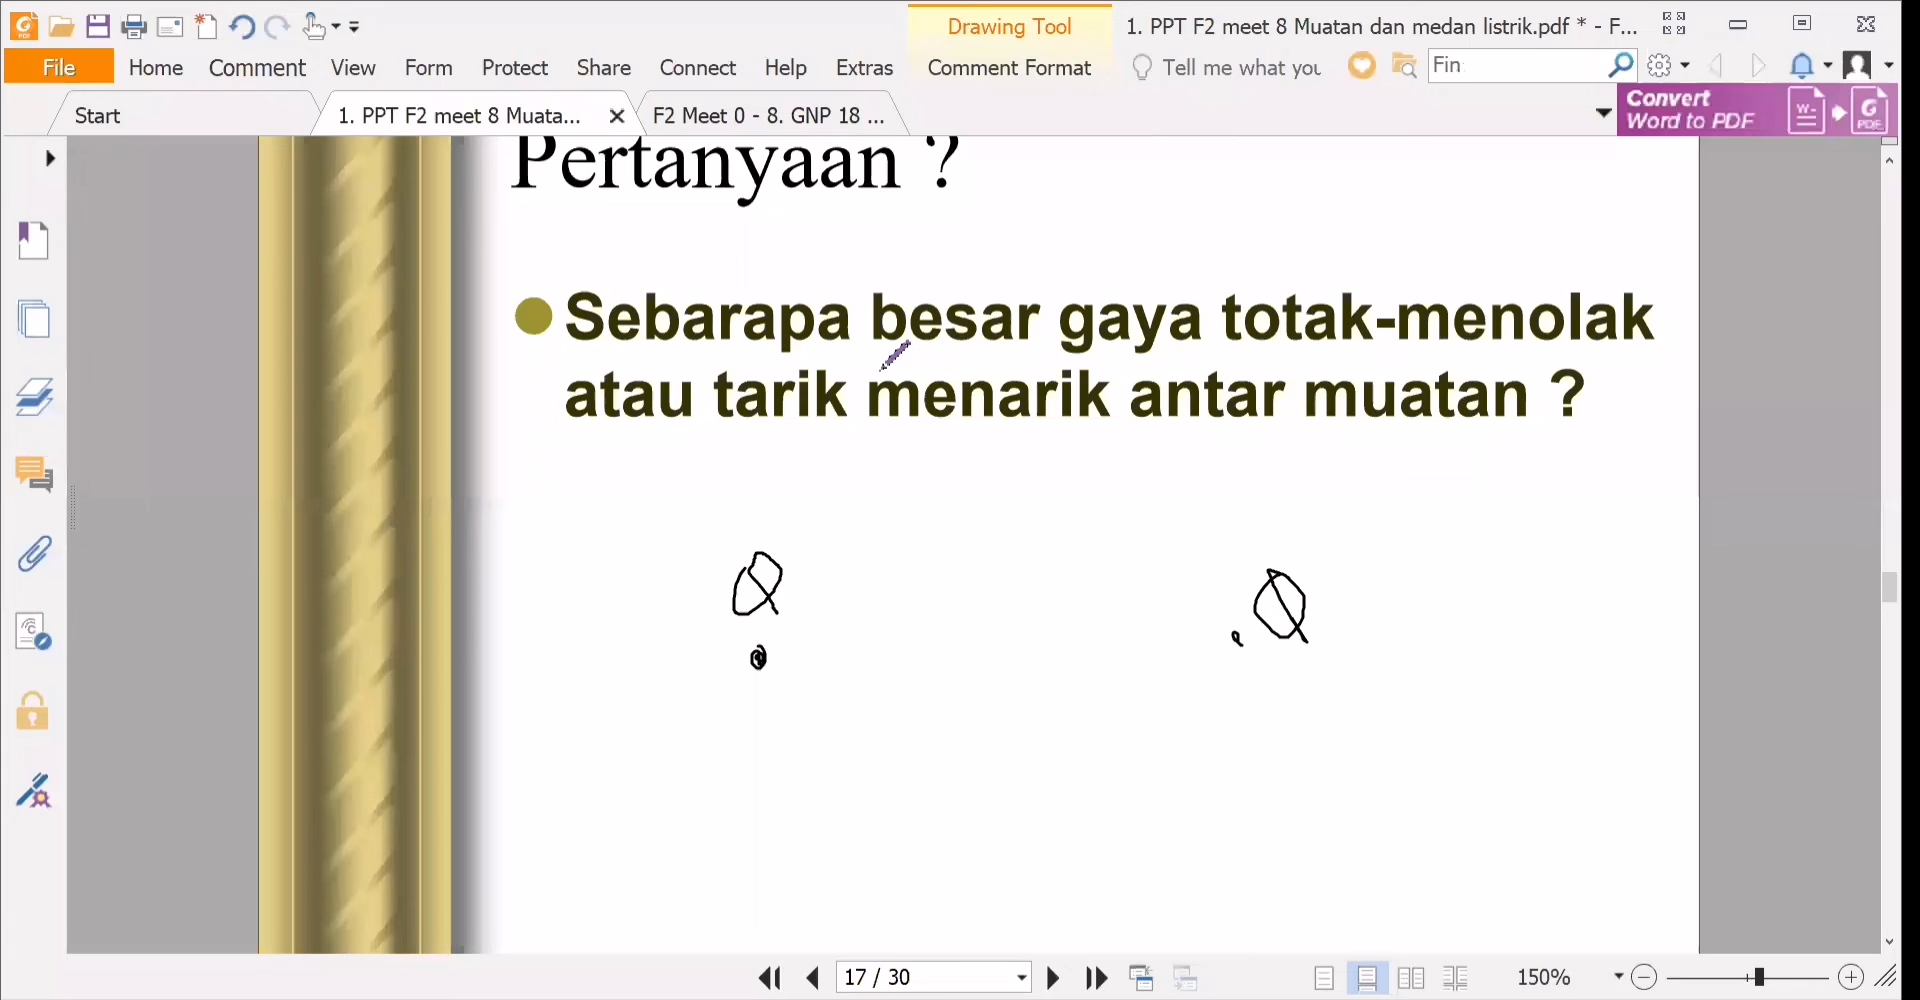 Drawing Tool
1. PPT F2 meet 8 Muatan dan medan listrik.pdf * - F...
File Home Comment View Form Protect Share Connect Help Extras Comment Format Tell me what you Fin
Start
1. PPT F2 meet 8 Muata...
F2 Meet 0 - 8. GNP 18 ...
Convert
Word to PDF
Pertanyaan ?
Sebarapa besar gaya totak-menolak
atau tarik menarik antar muatan ?
Q Q
17 / 30
150%